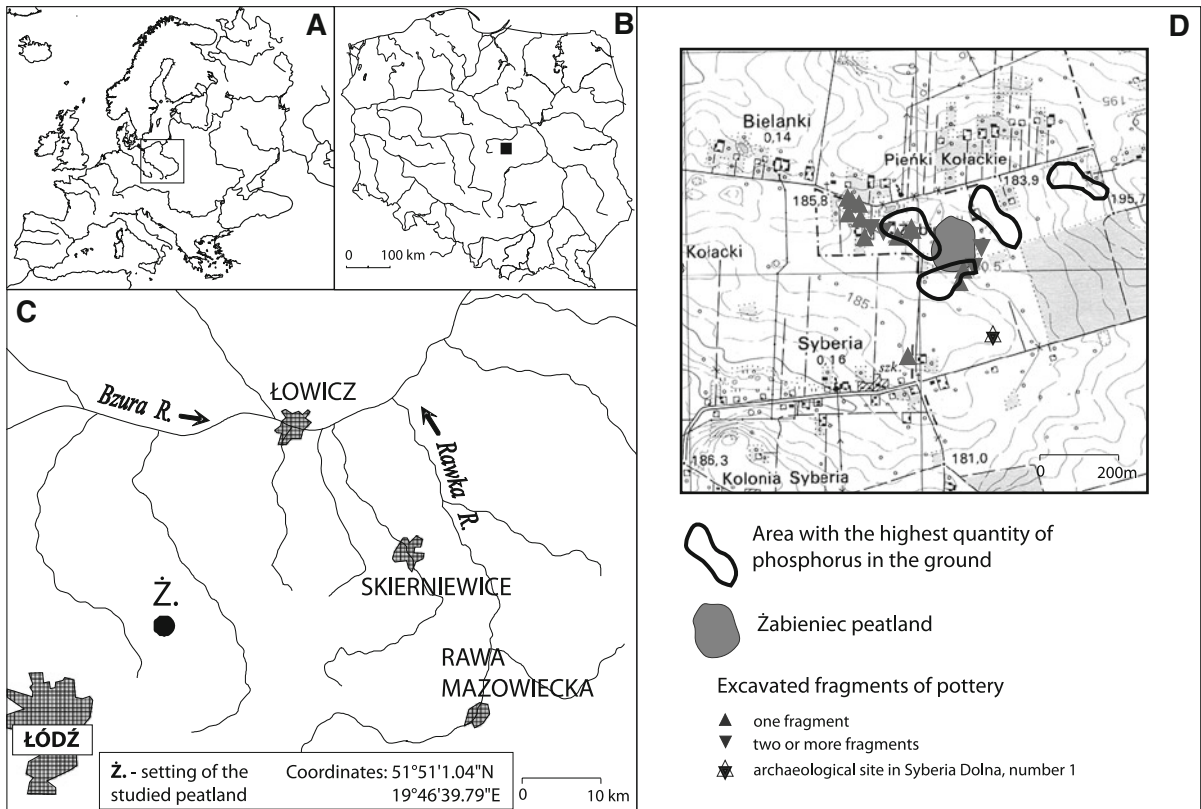 A
B
0 100 km
C
Bzura R.
ŁOWICZ
Rawka R.
SKIERNIEWICE
Ż.
RAWA
MAZOWIECKA
ŁÓDŹ
Ż. - setting of the
studied peatland
Coordinates: 51°51'1.04"N
19°46'39.79"E
0 10 km
D
Bielanki
0,14
195
Pieńki Kołackie
183,9
185,8
195,7
Kołacki
185
Syberia
0,16
szk.
186,3
181,0
Kolonia Syberia
0 200m
Area with the highest quantity of
phosphorus in the ground
Żabieniec peatland
Excavated fragments of pottery
one fragment
two or more fragments
archaeological site in Syberia Dolna, number 1